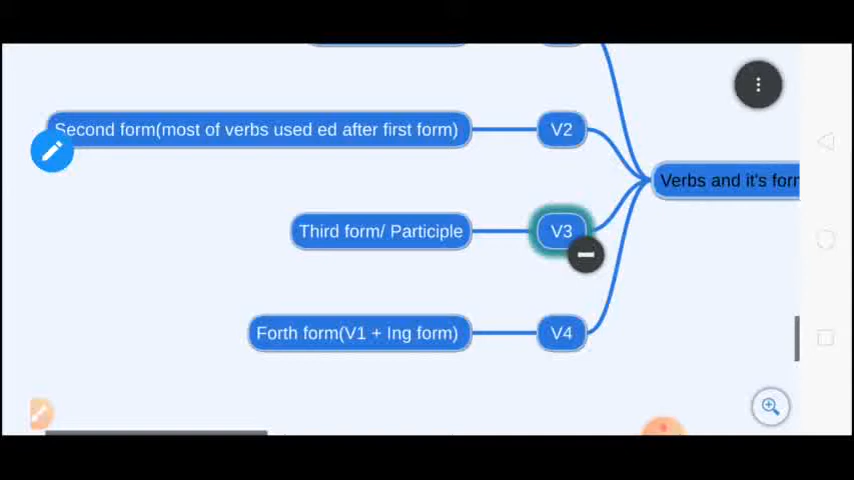 Second form(most of verbs used ed after first form)
V2
Verbs and it's form
Third form/ Participle
V3
Forth form(V1 + Ing form)
V4